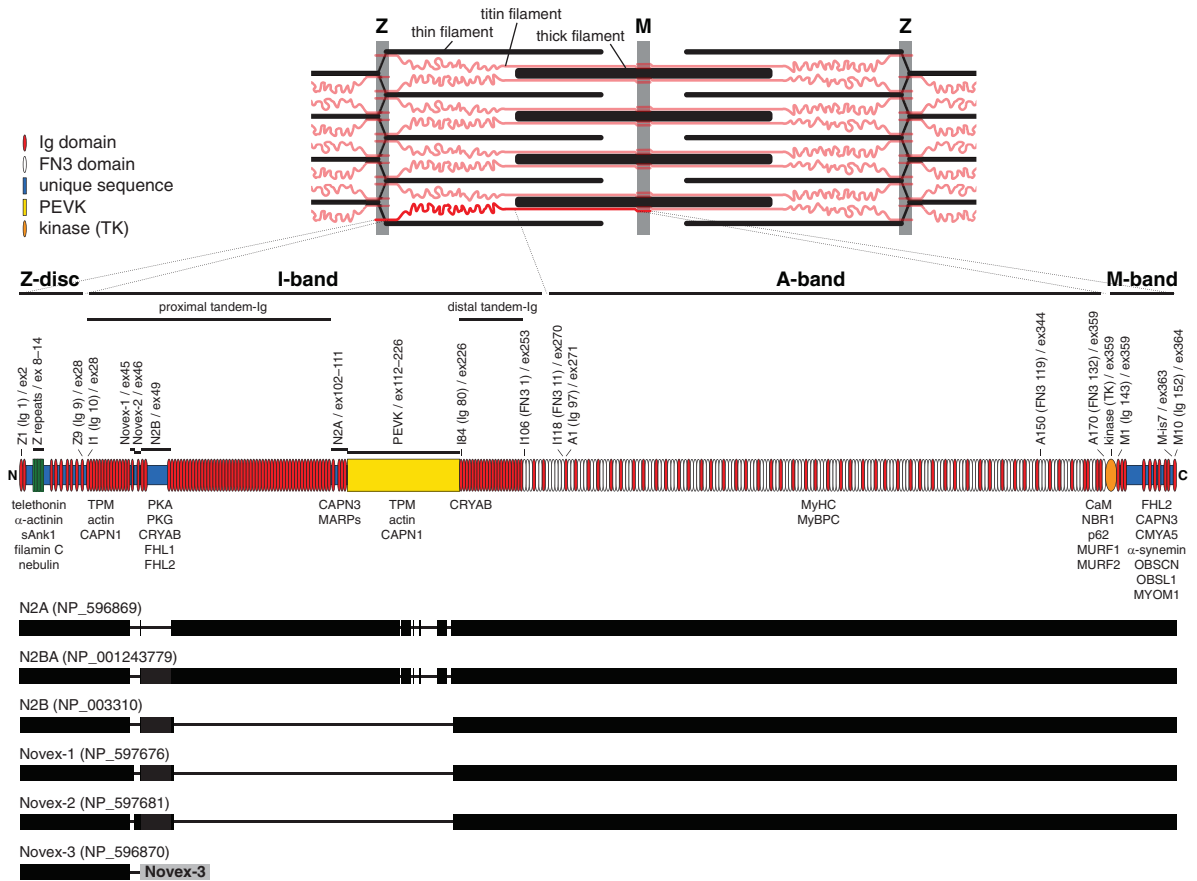 Z
titin filament
M
Z
thin filament
thick filament
Ig domain
FN3 domain
unique sequence
PEVK
kinase (TK)
Z-disc
I-band
A-band
M-band
proximal tandem-Ig
distal tandem-Ig
Z1 (Ig 1) / ex2
Z repeats / ex 8–14
Z9 (Ig 9) / ex28
I1 (Ig 10) / ex28
Novex-1 / ex45
Novex-2 / ex46
N2B / ex49
N2A / ex102–111
PEVK / ex112–226
I84 (Ig 80) / ex226
I106 (FN3 1) / ex253
I118 (FN3 11) / ex270
A1 (Ig 97) / ex271
A150 (FN3 119) / ex344
A170 (FN3 132) / ex359
kinase (TK) / ex359
M1 (Ig 143) / ex359
M-is7 / ex363
M10 (Ig 152) / ex364
N
C
telethonin
α-actinin
sAnk1
filamin C
nebulin
TPM
actin
CAPN1
PKA
PKG
CRYAB
FHL1
FHL2
CAPN3
MARPs
TPM
actin
CAPN1
CRYAB
MyHC
MyBPC
CaM
NBR1
p62
MURF1
MURF2
FHL2
CAPN3
CMYA5
α-synemin
OBSCN
OBSL1
MYOM1
N2A (NP_596869)
N2BA (NP_001243779)
N2B (NP_003310)
Novex-1 (NP_597676)
Novex-2 (NP_597681)
Novex-3 (NP_596870)
Novex-3